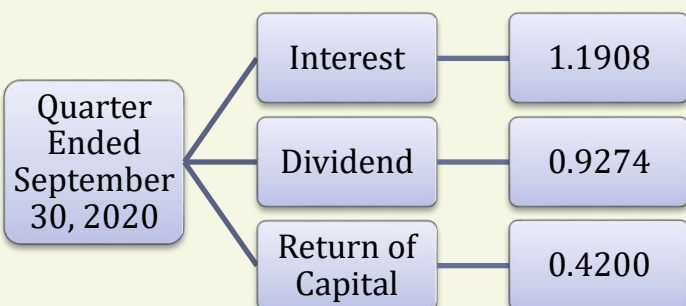 Quarter
Ended
September
30, 2020
Interest
1.1908
Dividend
0.9274
Return of
Capital
0.4200